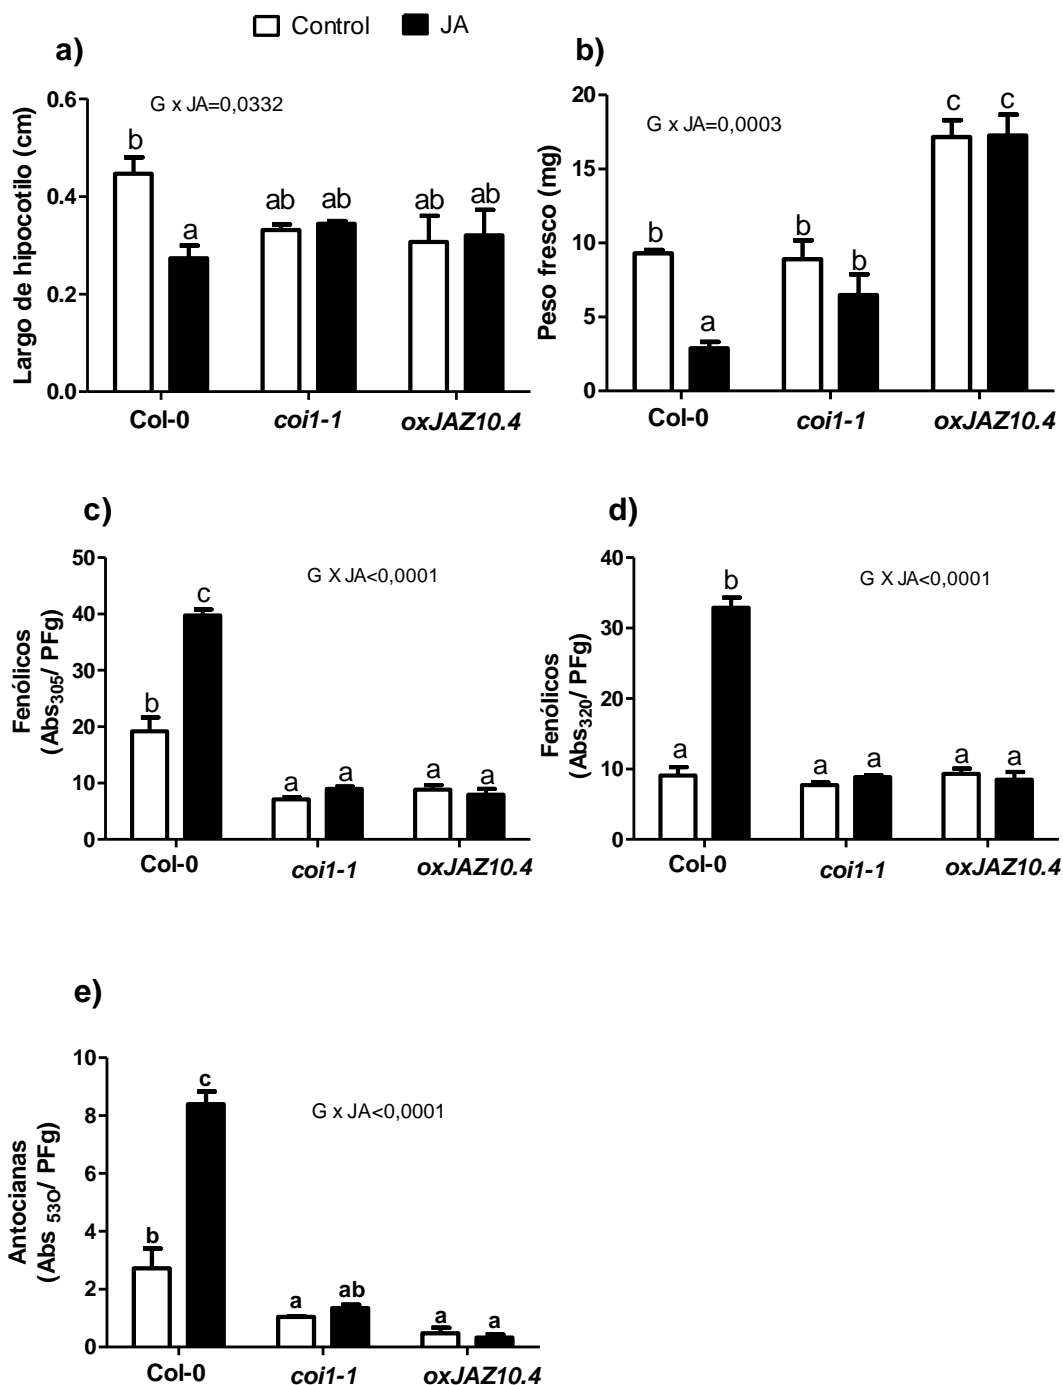 Control JA
a)
G x JA=0,0332
Largo de hipocotilo (cm)
0.6
0.4
0.2
0.0
b
a
ab
ab
ab
ab
Col-0
coi1-1
oxJAZ10.4
b)
G x JA=0,0003
Peso fresco (mg)
20
15
10
5
0
b
a
b
b
c
c
Col-0
coi1-1
oxJAZ10.4
c)
G X JA<0,0001
Fenólicos
(Abs305/ PFg)
50
40
30
20
10
0
b
c
a
a
a
a
Col-0
coi1-1
oxJAZ10.4
d)
G X JA<0,0001
Fenólicos
(Abs320/ PFg)
40
30
20
10
0
a
b
a
a
a
a
Col-0
coi1-1
oxJAZ10.4
e)
G x JA<0,0001
Antocianas
(Abs 530/ PFg)
10
8
6
4
2
0
b
c
a
ab
a
a
Col-0
coi1-1
oxJAZ10.4